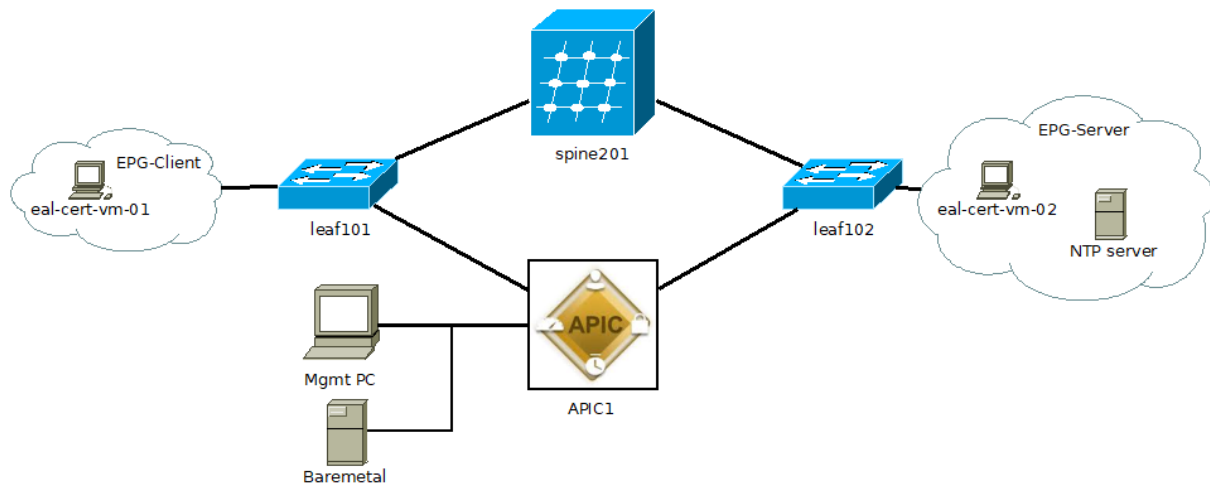 spine201
EPG-Client
eal-cert-vm-01
leaf101
leaf102
EPG-Server
eal-cert-vm-02
NTP server
APIC
APIC1
Mgmt PC
Baremetal